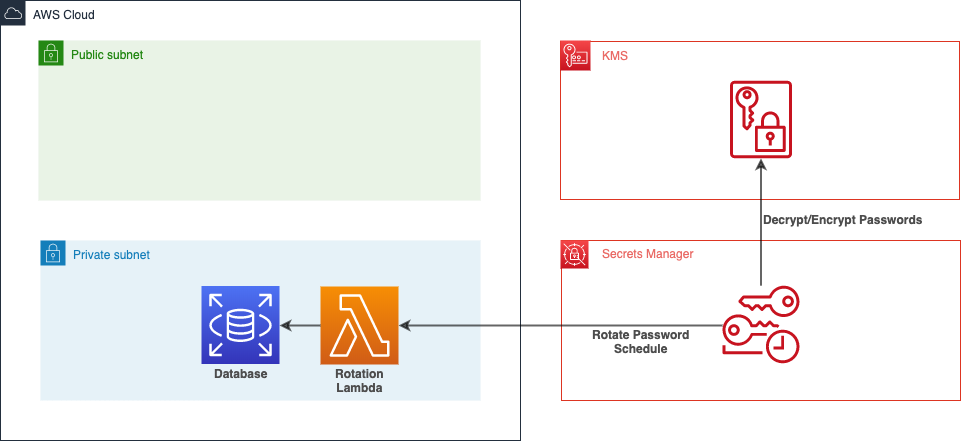 AWS Cloud
Public subnet
KMS
Decrypt/Encrypt Passwords
Private subnet
Secrets Manager
Rotate Password
Schedule
Database
Rotation
Lambda